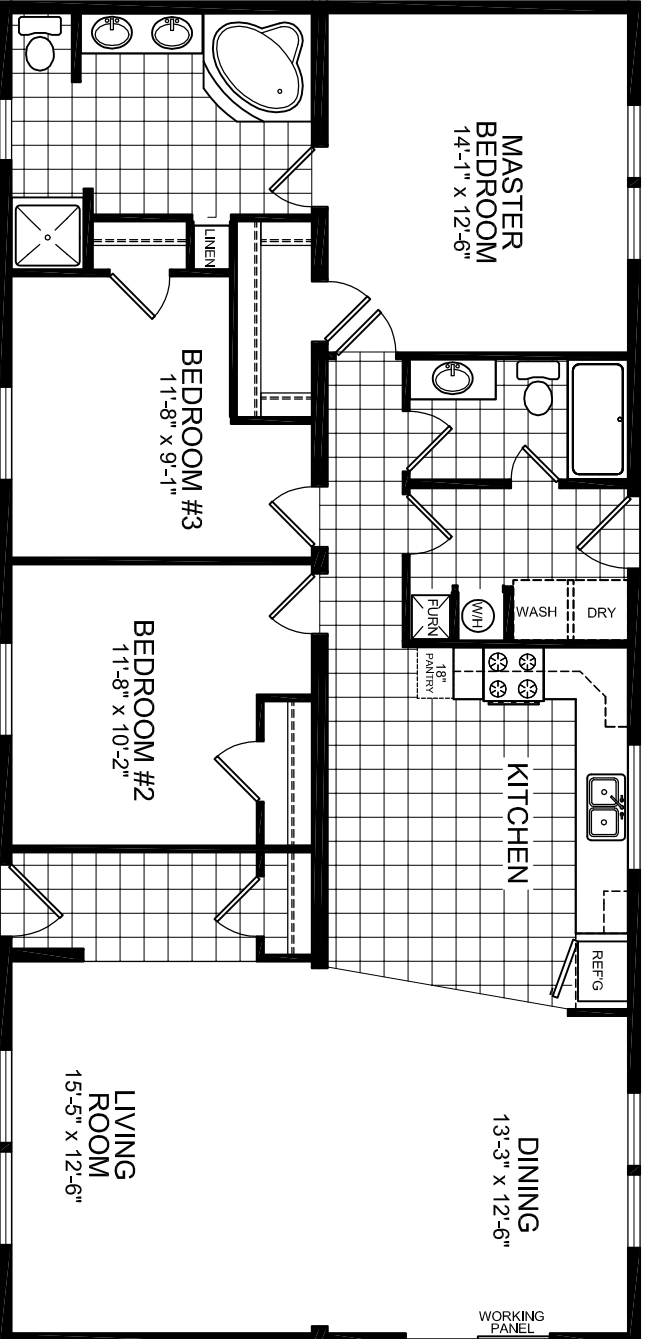 MASTER
BEDROOM
14'-1" x 12'-6"
LINEN
BEDROOM #3
11'-8" x 9'-1"
WASH
DRY
W/H
FURN
18"
PANTRY
BEDROOM #2
11'-8" x 10'-2"
KITCHEN
REF'G
LIVING
ROOM
15'-5" x 12'-6"
DINING
13'-3" x 12'-6"
WORKING
PANEL